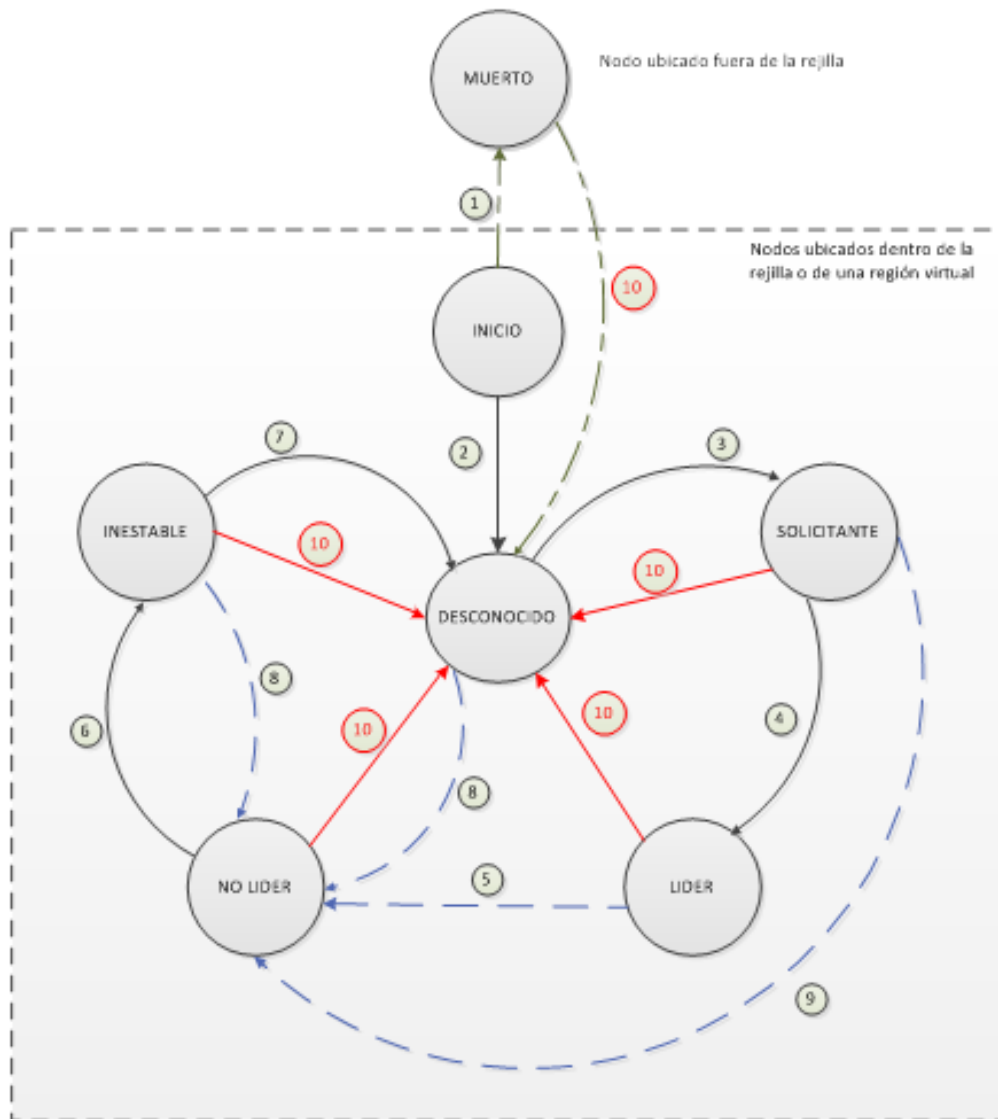 MUERTO
Nodo ubicado fuera de la rejilla
1
Nodos ubicados dentro de la
rejilla o de una región virtual
10
INICIO
7
2
3
INESTABLE
10
10
SOLICITANTE
DESCONOCIDO
8
6
10
10
4
8
NO LIDER
5
LIDER
9